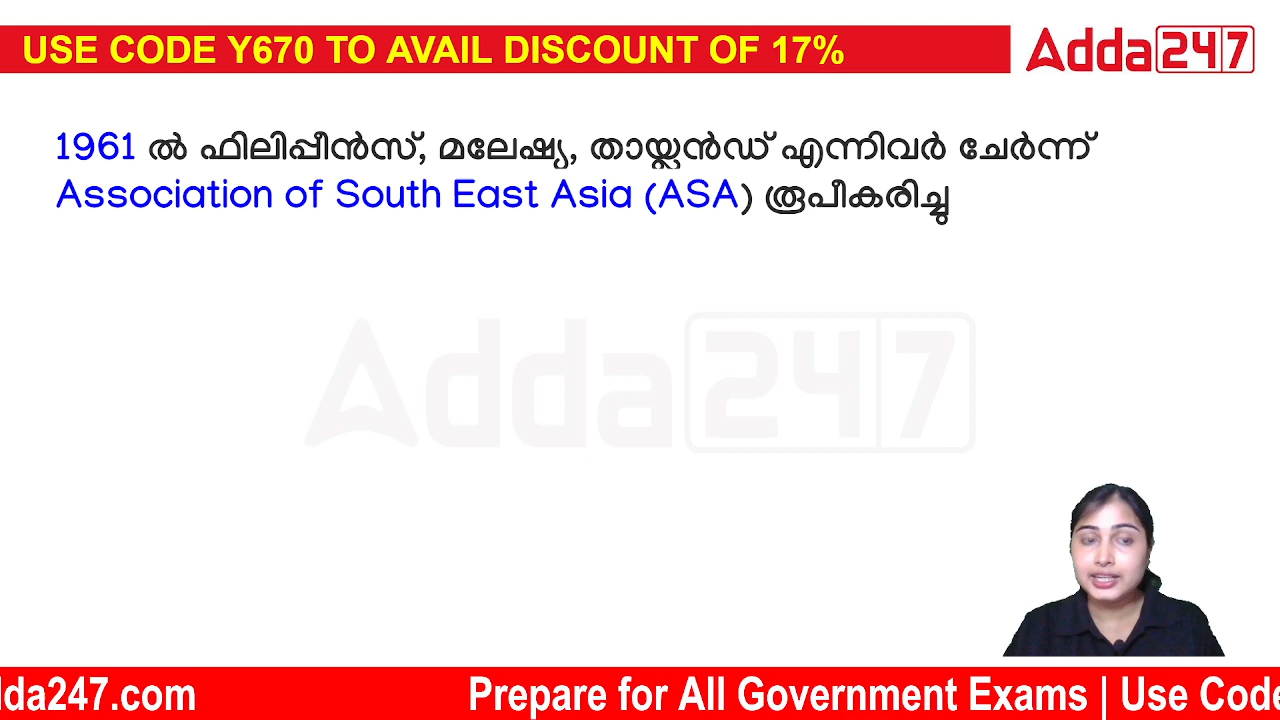 USE CODE Y670 TO AVAIL DISCOUNT OF 17%
Adda247
1961 ൽ ഫിലിപ്പീൻസ്, മലേഷ്യ, തായ്ലൻഡ് എന്നിവർ ചേർന്ന്
Association of South East Asia (ASA) രൂപീകരിച്ചു
Adda247
dda247.com
Prepare for All Government Exams | Use Code